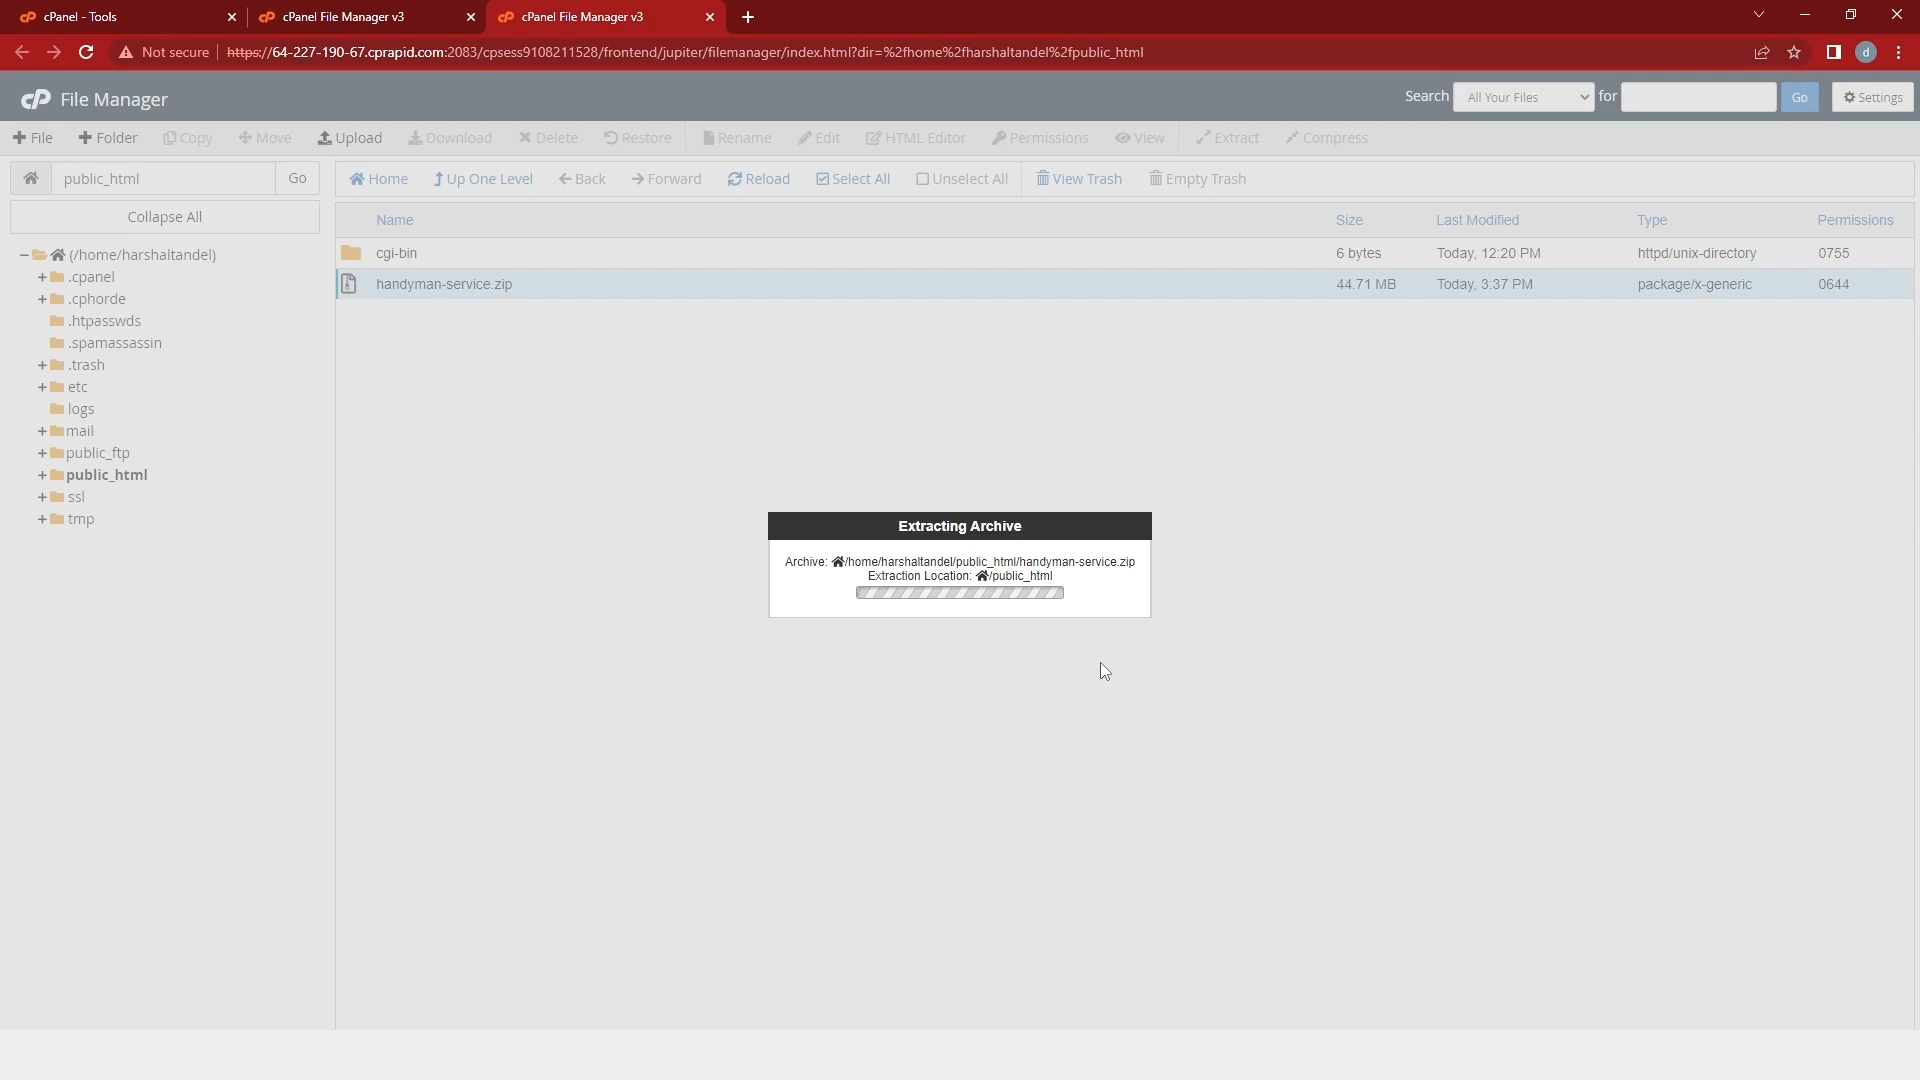 cPanel - Tools
cPanel File Manager v3
cPanel File Manager v3
Not secure
https://64-227-190-67.cprapid.com:2083/cpsess9108211528/frontend/jupiter/filemanager/index.html?dir=%2fhome%2fharshaltandel%2fpublic_html
d
cP File Manager
Search All Your Files for Go Settings
File Folder Copy Move Upload Download Delete Restore Rename Edit HTML Editor Permissions View Extract Compress
public_html Go
Home Up One Level Back Forward Reload Select All Unselect All View Trash Empty Trash
Collapse All
(/home/harshaltandel)
.cpanel
.cphorde
.htpasswds
.spamassassin
.trash
etc
logs
mail
public_ftp
public_html
ssl
tmp
Name Size Last Modified Type Permissions
cgi-bin 6 bytes Today, 12:20 PM httpd/unix-directory 0755
handyman-service.zip 44.71 MB Today, 3:37 PM package/x-generic 0644
Extracting Archive
Archive: /home/harshaltandel/public_html/handyman-service.zip
Extraction Location: /public_html